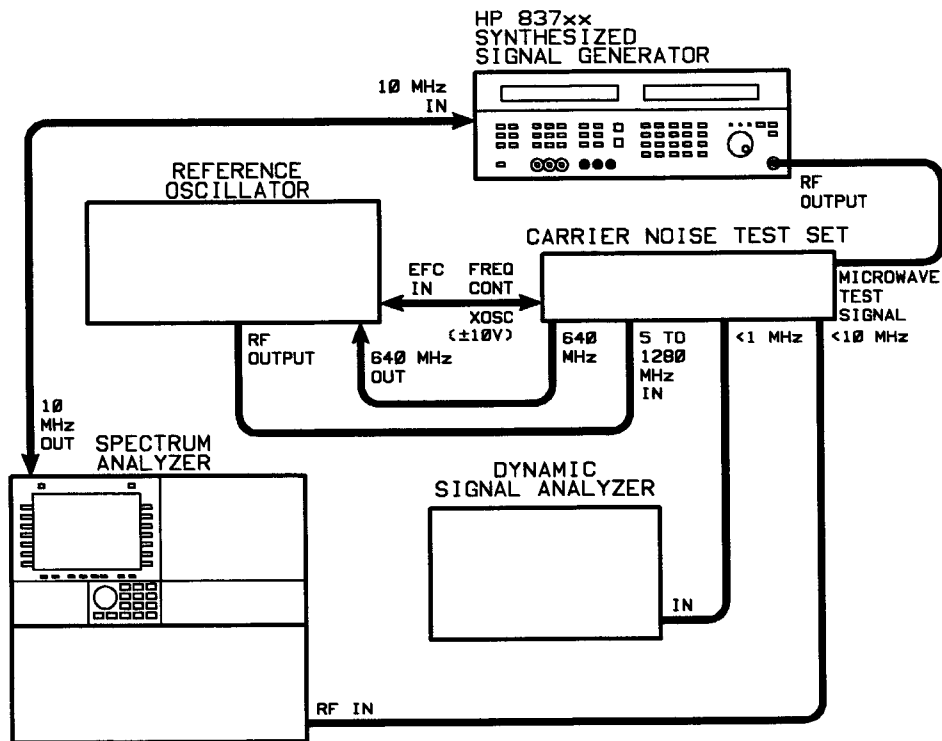 HP 837xx
SYNTHESIZED
SIGNAL GENERATOR
10 MHz
IN
RF
OUTPUT
REFERENCE
OSCILLATOR
CARRIER NOISE TEST SET
EFC
IN
FREQ
CONT
XOSC
(±10V)
MICROWAVE
TEST
SIGNAL
RF
OUTPUT
640 MHz
OUT
640
MHz
5 TO
1280
MHz
IN
<1 MHz
<10 MHz
10
MHz
OUT
SPECTRUM
ANALYZER
DYNAMIC
SIGNAL ANALYZER
IN
RF IN